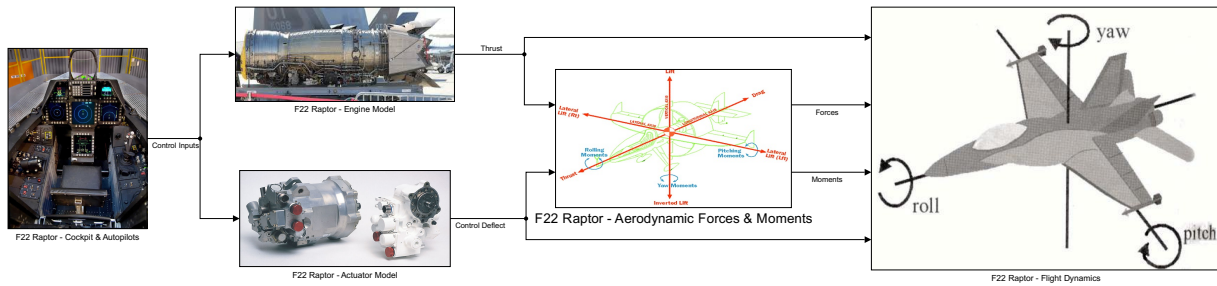 F22 Raptor - Cockpit & Autopilots
Control Inputs
F22 Raptor - Engine Model
Thrust
F22 Raptor - Actuator Model
Control Deflect
Lift
Drag
Lateral
Lift (Rt)
Rolling
Moments
Pitching
Moments
Lateral
Lift (Lft)
Thrust
Yaw Moments
Inverted Lift
F22 Raptor - Aerodynamic Forces & Moments
Forces
Moments
yaw
roll
pitch
F22 Raptor - Flight Dynamics